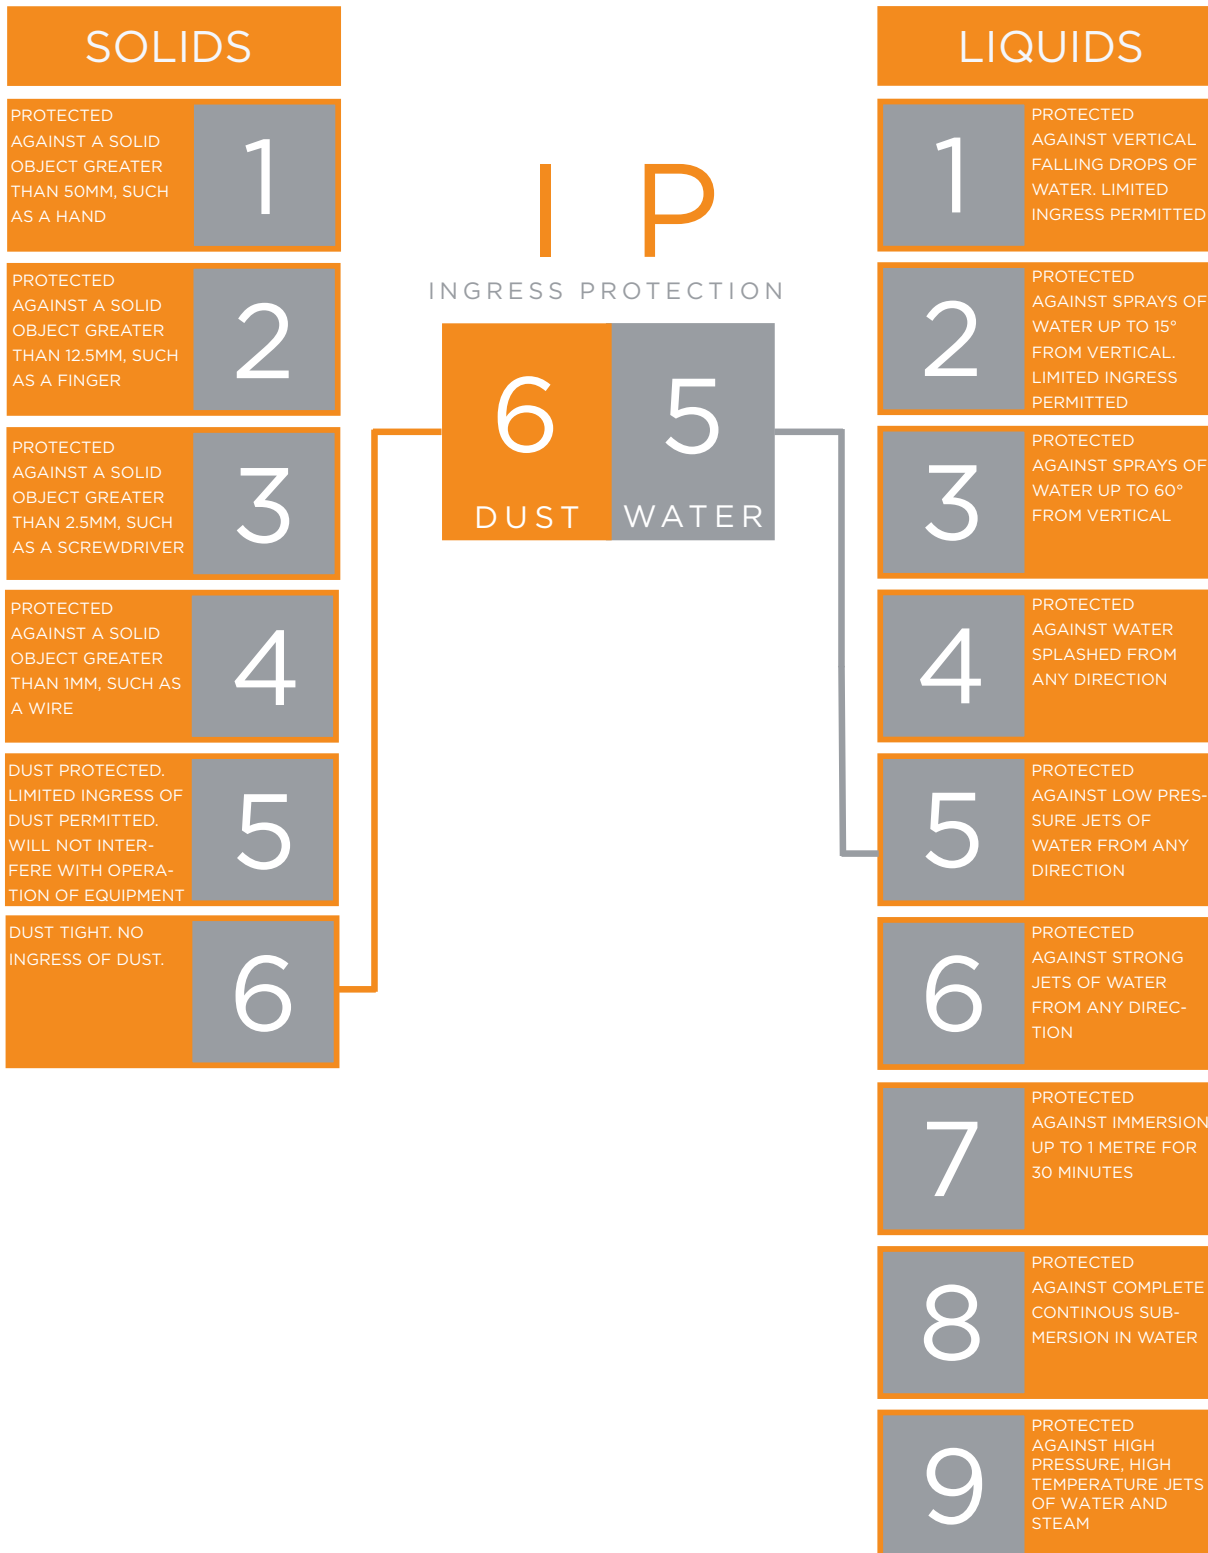 SOLIDS
PROTECTED
AGAINST A SOLID
OBJECT GREATER
THAN 50MM, SUCH
AS A HAND
1
PROTECTED
AGAINST A SOLID
OBJECT GREATER
THAN 12.5MM, SUCH
AS A FINGER
2
PROTECTED
AGAINST A SOLID
OBJECT GREATER
THAN 2.5MM, SUCH
AS A SCREWDRIVER
3
PROTECTED
AGAINST A SOLID
OBJECT GREATER
THAN 1MM, SUCH AS
A WIRE
4
DUST PROTECTED.
LIMITED INGRESS OF
DUST PERMITTED.
WILL NOT INTER-
FERE WITH OPERA-
TION OF EQUIPMENT
5
DUST TIGHT. NO
INGRESS OF DUST.
6
I P
INGRESS PROTECTION
6 5
DUST WATER
LIQUIDS
1
PROTECTED
AGAINST VERTICAL
FALLING DROPS OF
WATER. LIMITED
INGRESS PERMITTED
2
PROTECTED
AGAINST SPRAYS OF
WATER UP TO 15°
FROM VERTICAL.
LIMITED INGRESS
PERMITTED
3
PROTECTED
AGAINST SPRAYS OF
WATER UP TO 60°
FROM VERTICAL
4
PROTECTED
AGAINST WATER
SPLASHED FROM
ANY DIRECTION
5
PROTECTED
AGAINST LOW PRES-
SURE JETS OF
WATER FROM ANY
DIRECTION
6
PROTECTED
AGAINST STRONG
JETS OF WATER
FROM ANY DIREC-
TION
7
PROTECTED
AGAINST IMMERSION
UP TO 1 METRE FOR
30 MINUTES
8
PROTECTED
AGAINST COMPLETE
CONTINOUS SUB-
MERSION IN WATER
9
PROTECTED
AGAINST HIGH
PRESSURE, HIGH
TEMPERATURE JETS
OF WATER AND
STEAM